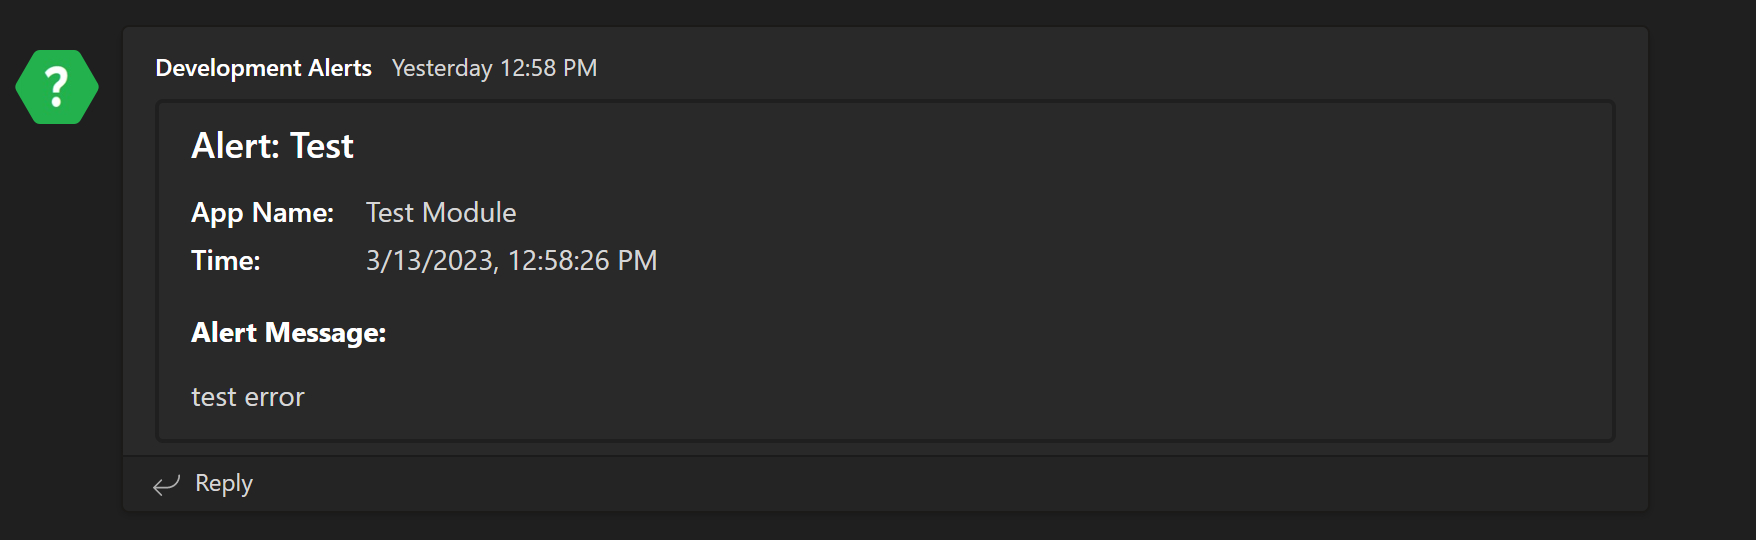 ?
Development Alerts Yesterday 12:58 PM
Alert: Test
App Name: Test Module
Time: 3/13/2023, 12:58:26 PM
Alert Message:
test error
Reply